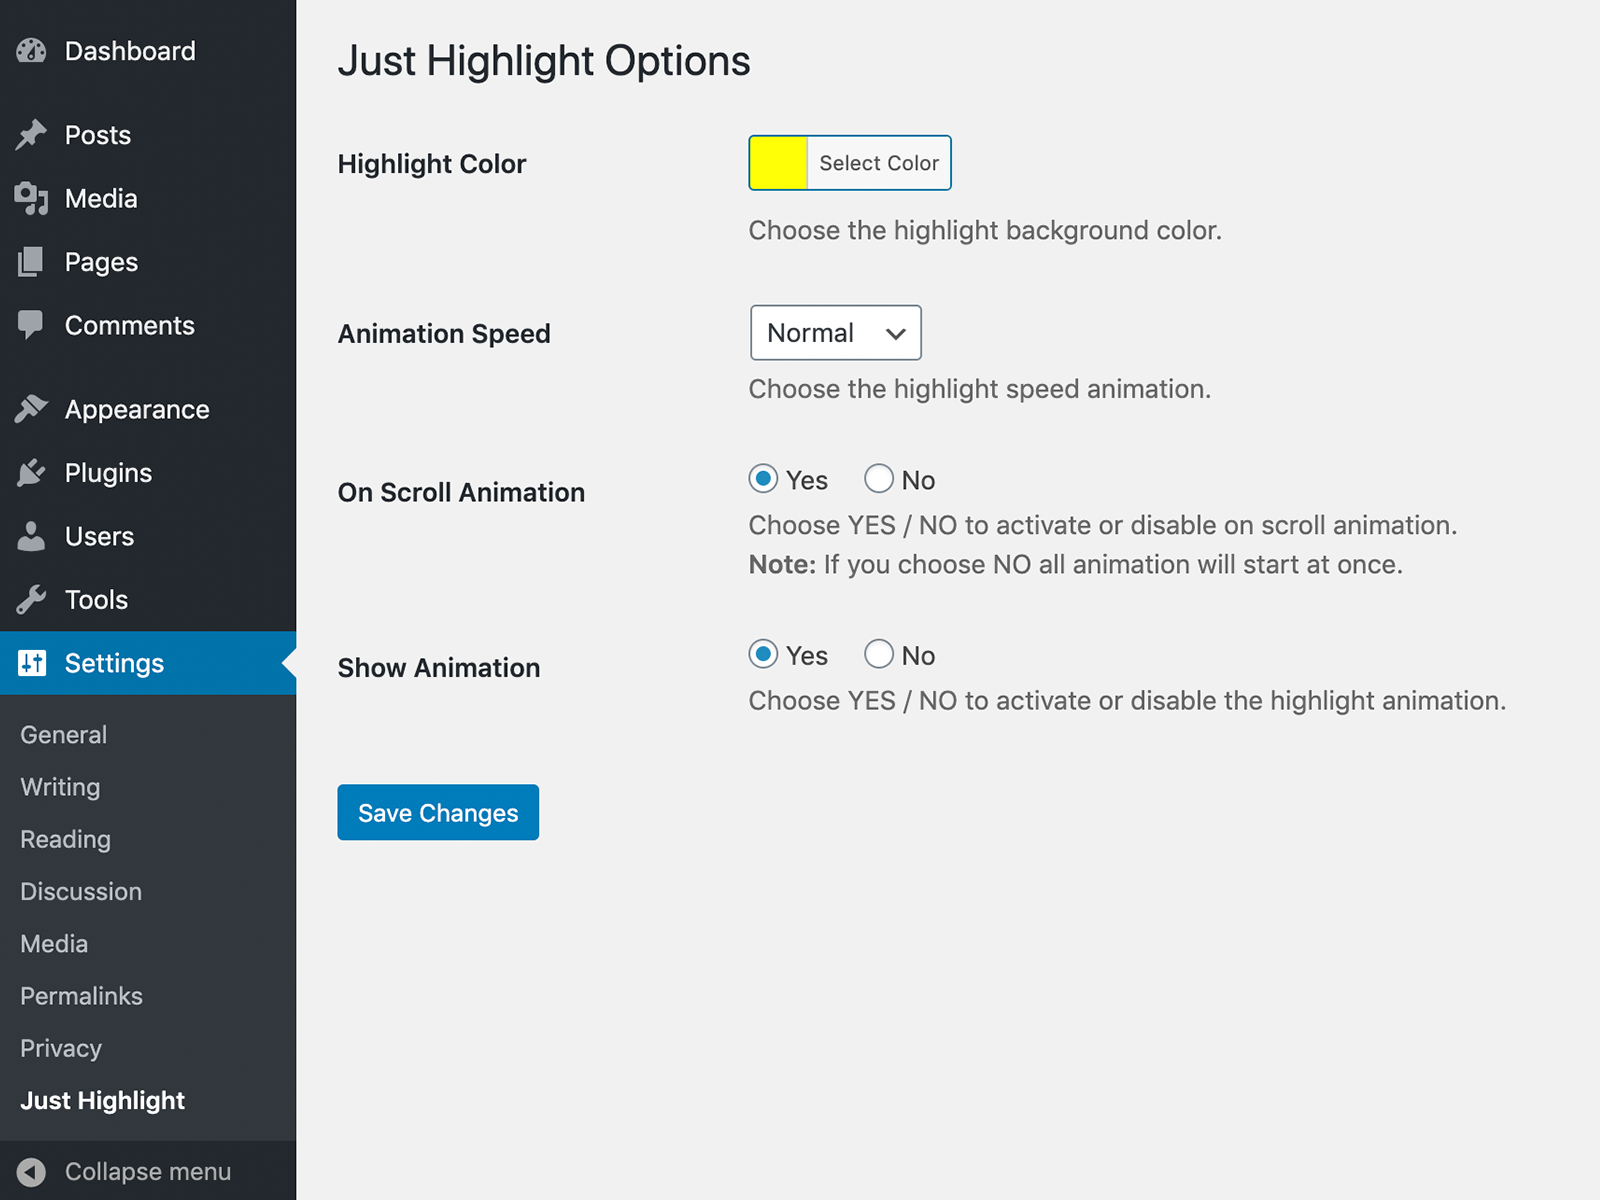 Dashboard
Posts
Media
Pages
Comments
Appearance
Plugins
Users
Tools
Settings
General
Writing
Reading
Discussion
Media
Permalinks
Privacy
Just Highlight
Collapse menu
Just Highlight Options
Highlight Color
Select Color
Choose the highlight background color.
Animation Speed
Normal
Choose the highlight speed animation.
On Scroll Animation
Yes No
Choose YES / NO to activate or disable on scroll animation.
Note: If you choose NO all animation will start at once.
Show Animation
Yes No
Choose YES / NO to activate or disable the highlight animation.
Save Changes